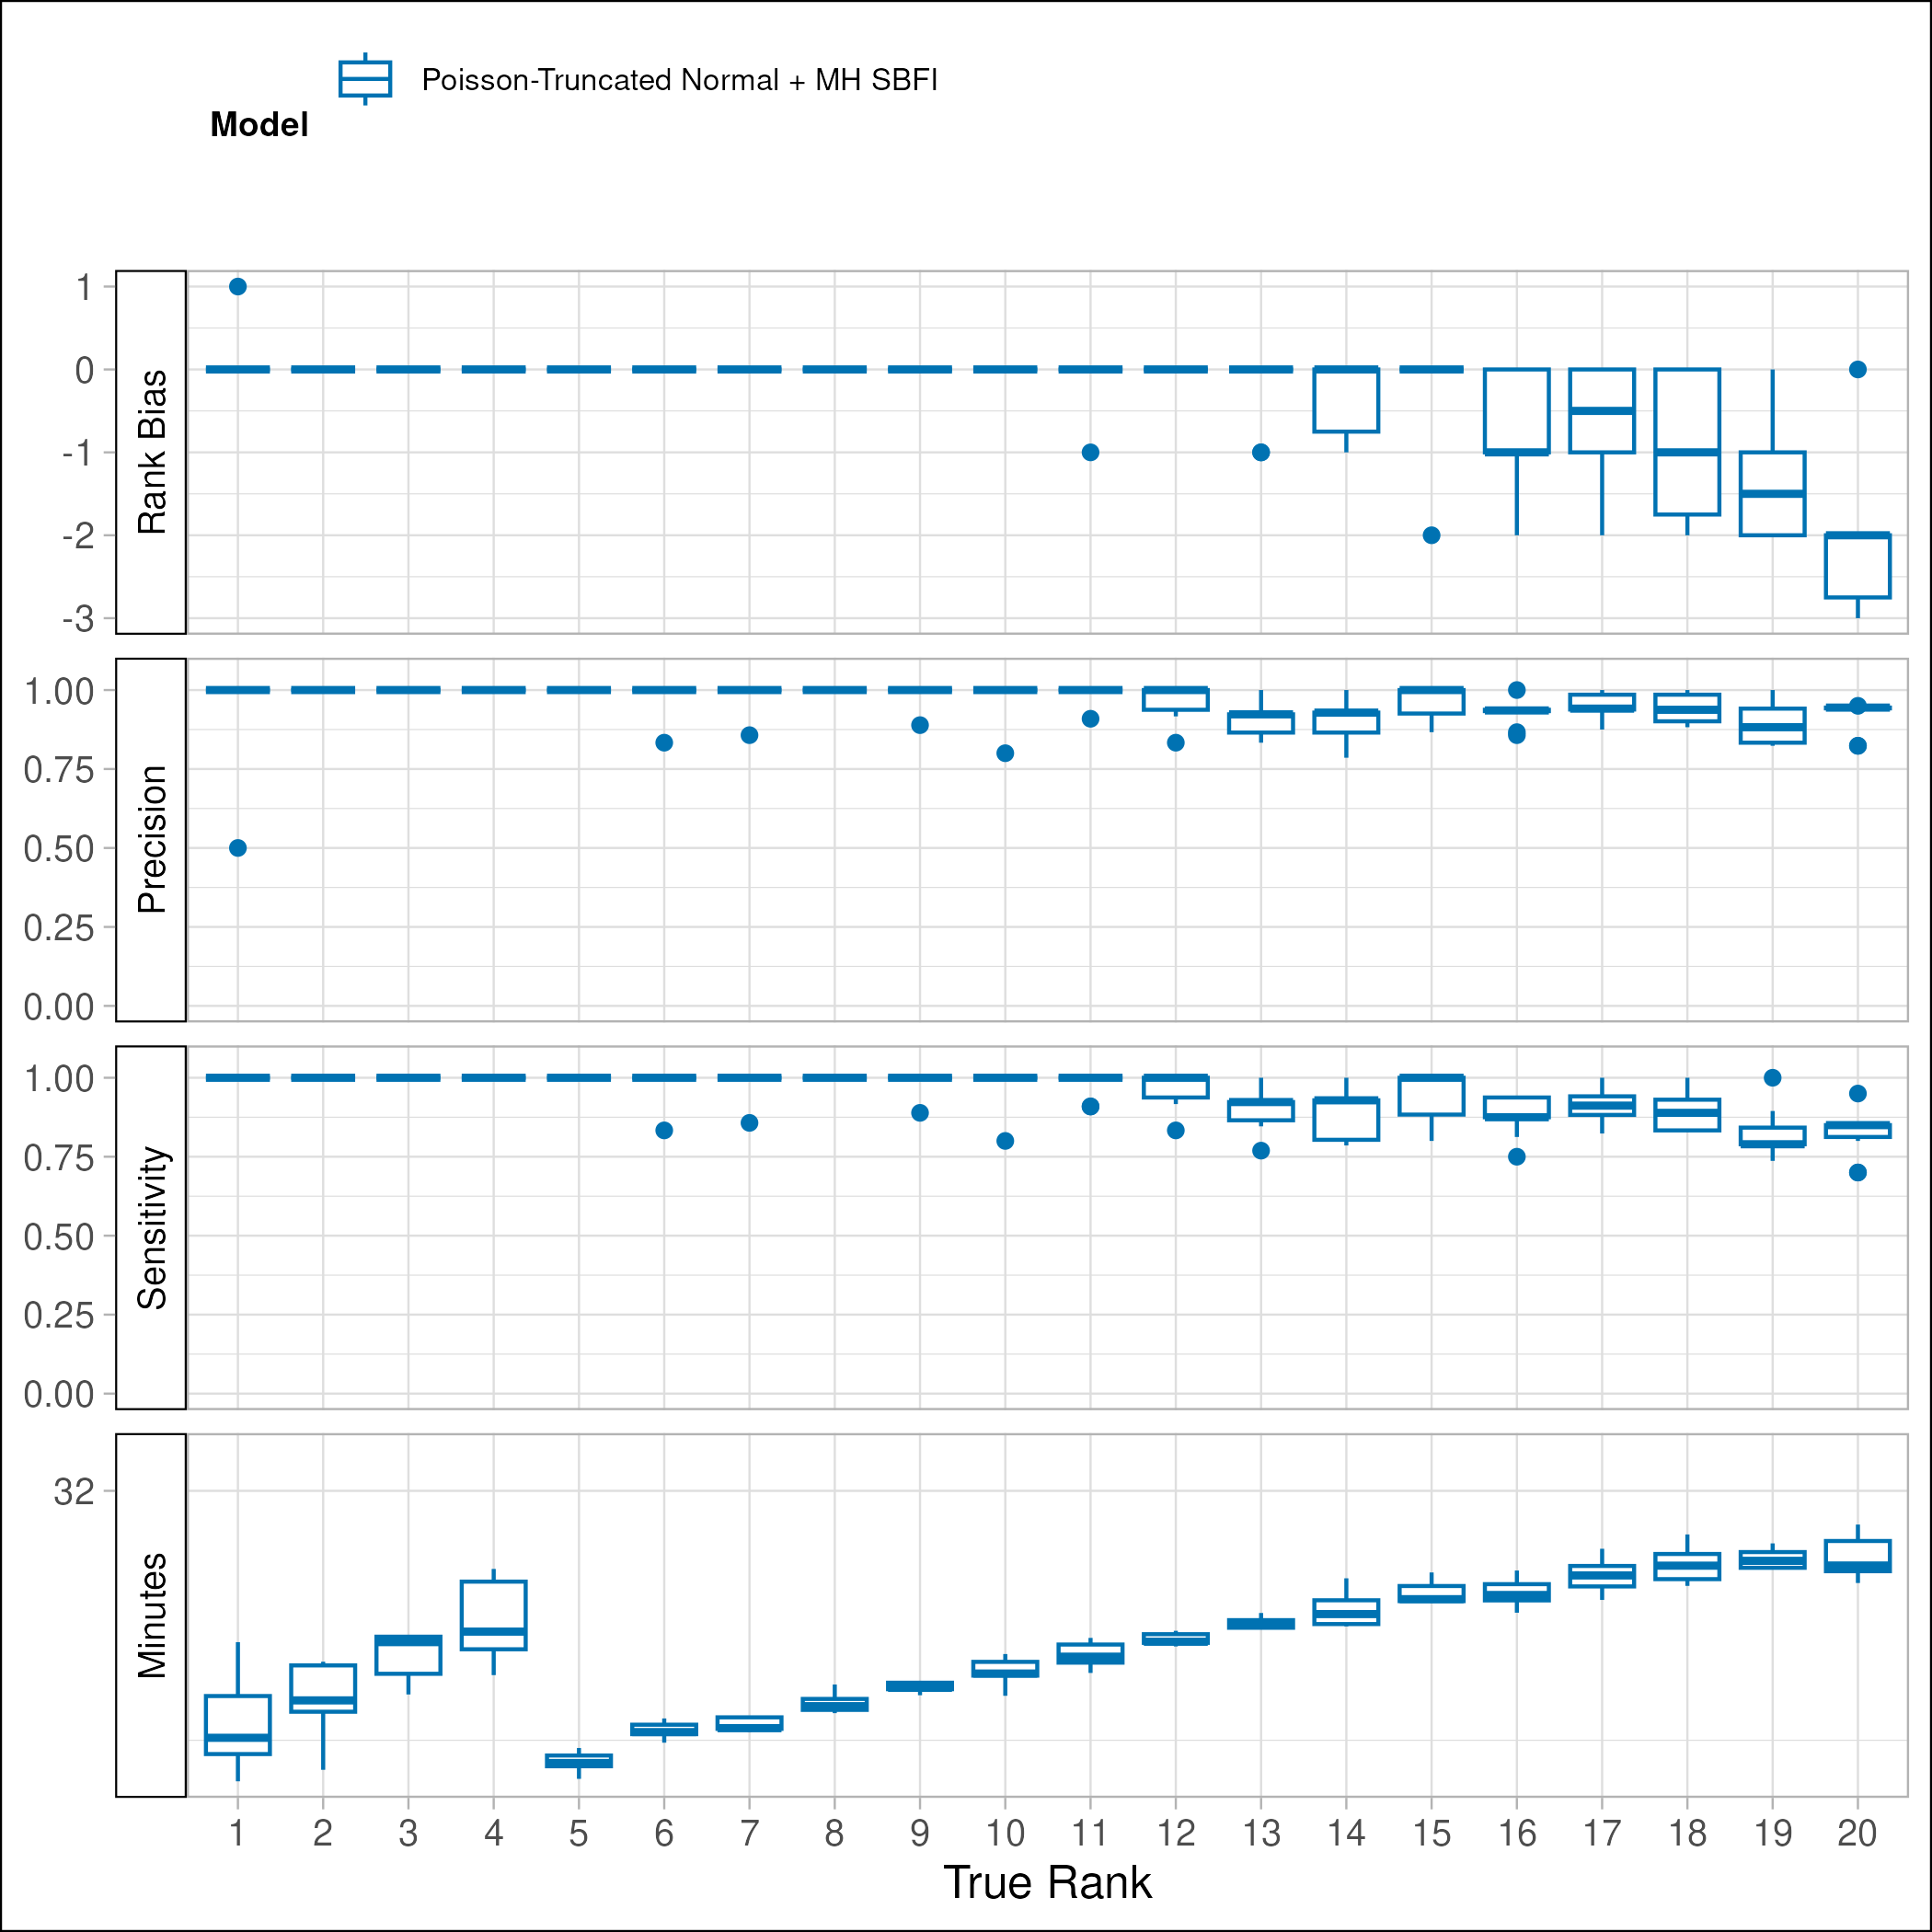 Poisson-Truncated Normal + MH SBFI
Model
Rank Bias
1
0
-1
-2
-3
Precision
1.00
0.75
0.50
0.25
0.00
Sensitivity
1.00
0.75
0.50
0.25
0.00
Minutes
32
1 2 3 4 5 6 7 8 9 10 11 12 13 14 15 16 17 18 19 20
True Rank